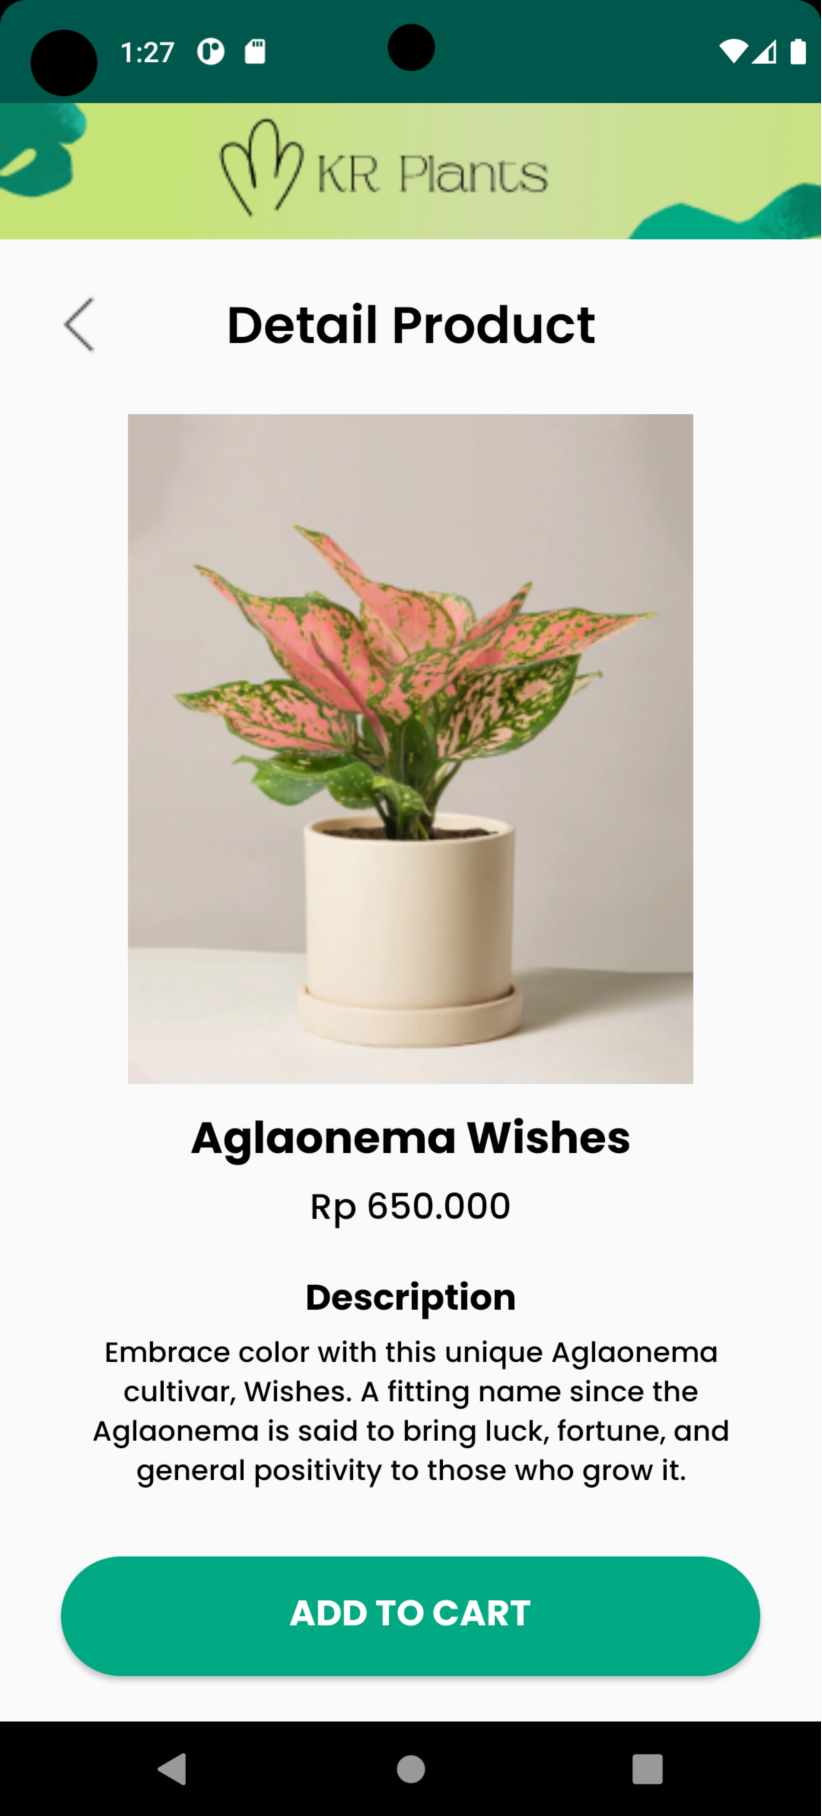 1:27
KR Plants
Detail Product
Aglaonema Wishes
Rp 650.000
Description
Embrace color with this unique Aglaonema
cultivar, Wishes. A fitting name since the
Aglaonema is said to bring luck, fortune, and
general positivity to those who grow it.
ADD TO CART